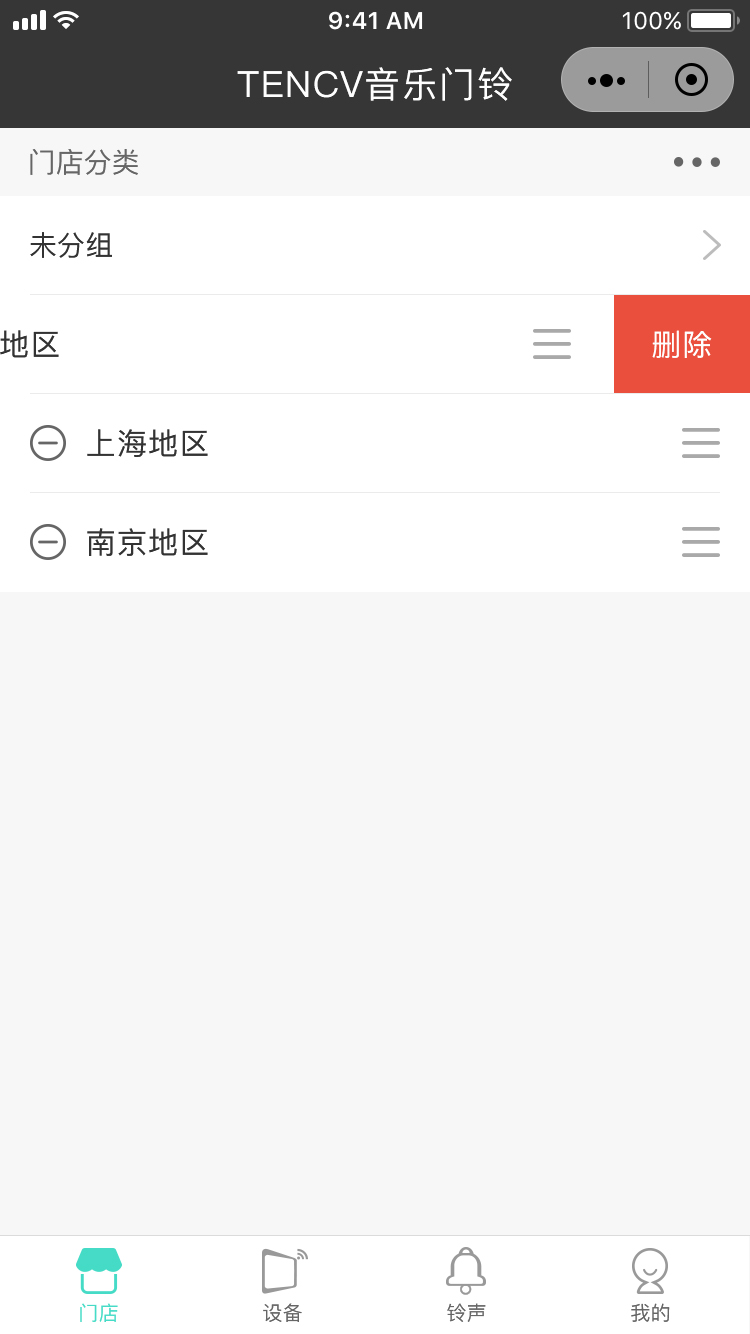 9:41 AM
100%
TENCV音乐门铃
门店分类
未分组
地区
删除
上海地区
南京地区
门店
设备
铃声
我的